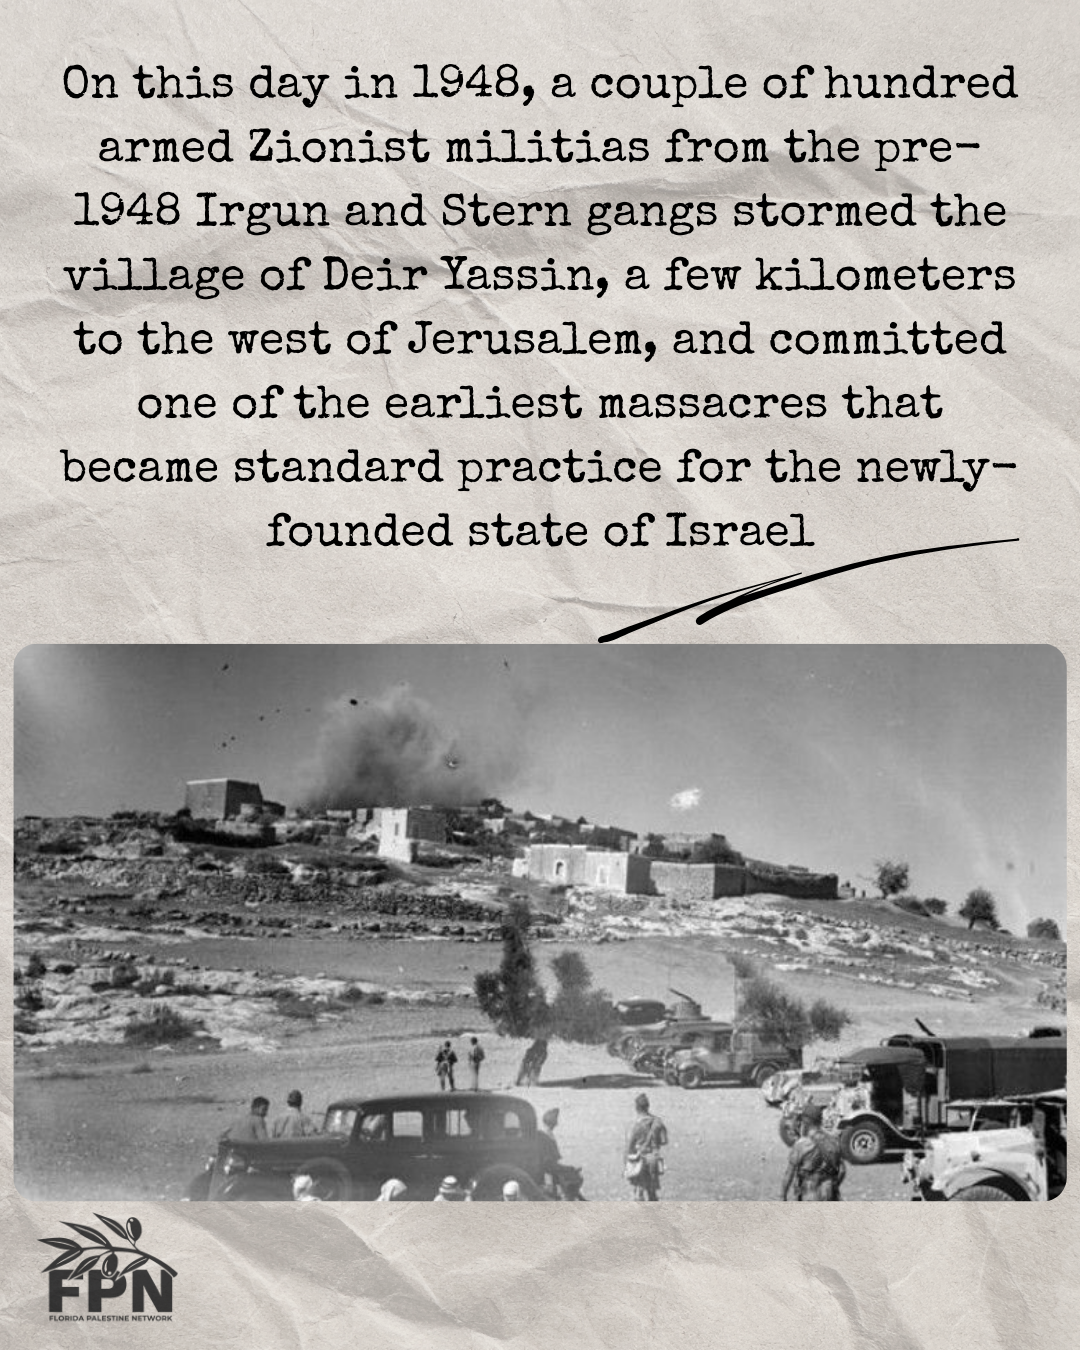 On this day in 1948, a couple of hundred
armed Zionist militias from the pre-
1948 Irgun and Stern gangs stormed the
village of Deir Yassin, a few kilometers
to the west of Jerusalem, and committed
one of the earliest massacres that
became standard practice for the newly-
founded state of Israel
FPN
FLORIDA PALESTINE NETWORK